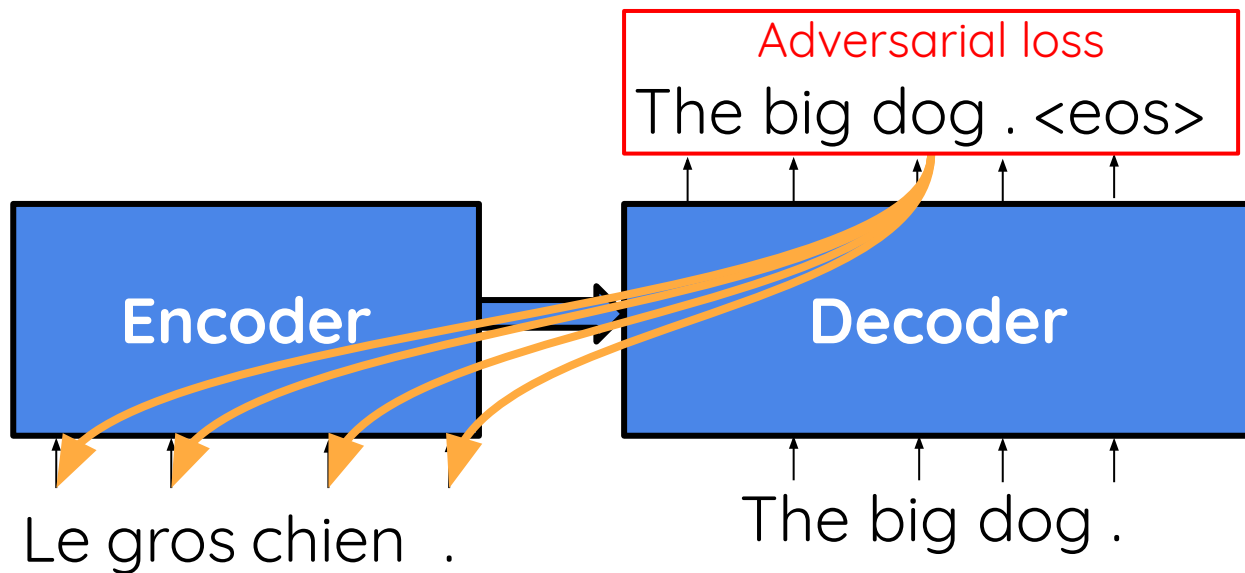 Adversarial loss
The big dog . <eos>
Encoder
Decoder
Le gros chien .
The big dog .